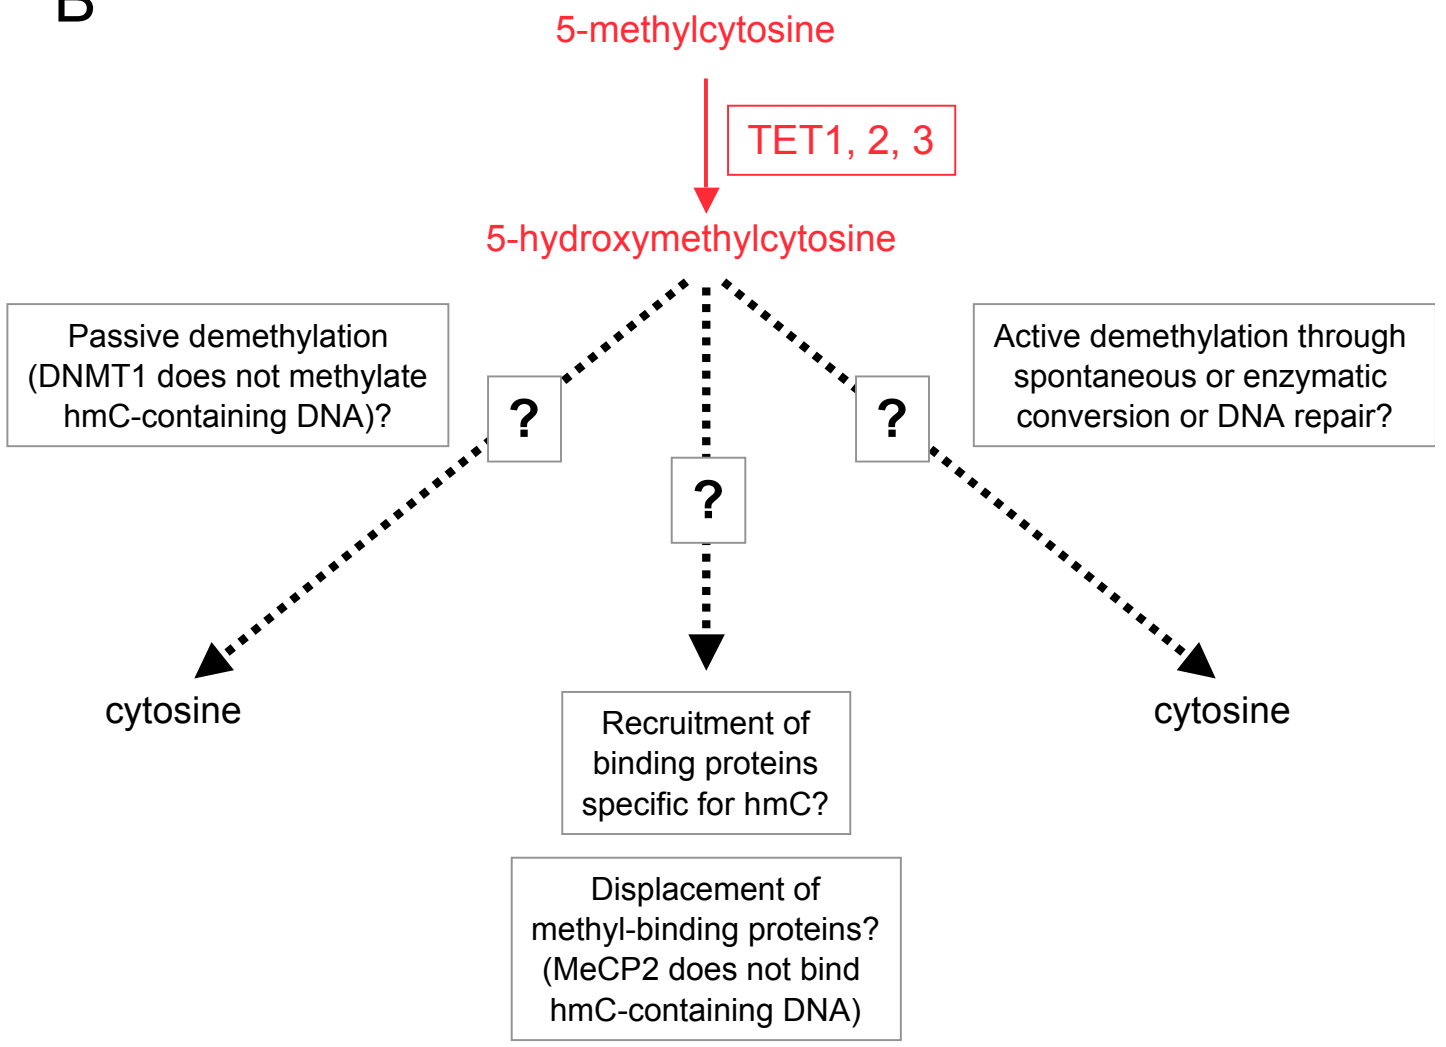 B
5-methylcytosine
TET1, 2, 3
5-hydroxymethylcytosine
Passive demethylation
(DNMT1 does not methylate
hmC-containing DNA)?
?
?
?
Active demethylation through
spontaneous or enzymatic
conversion or DNA repair?
cytosine
Recruitment of
binding proteins
specific for hmC?
Displacement of
methyl-binding proteins?
(MeCP2 does not bind
hmC-containing DNA)
cytosine